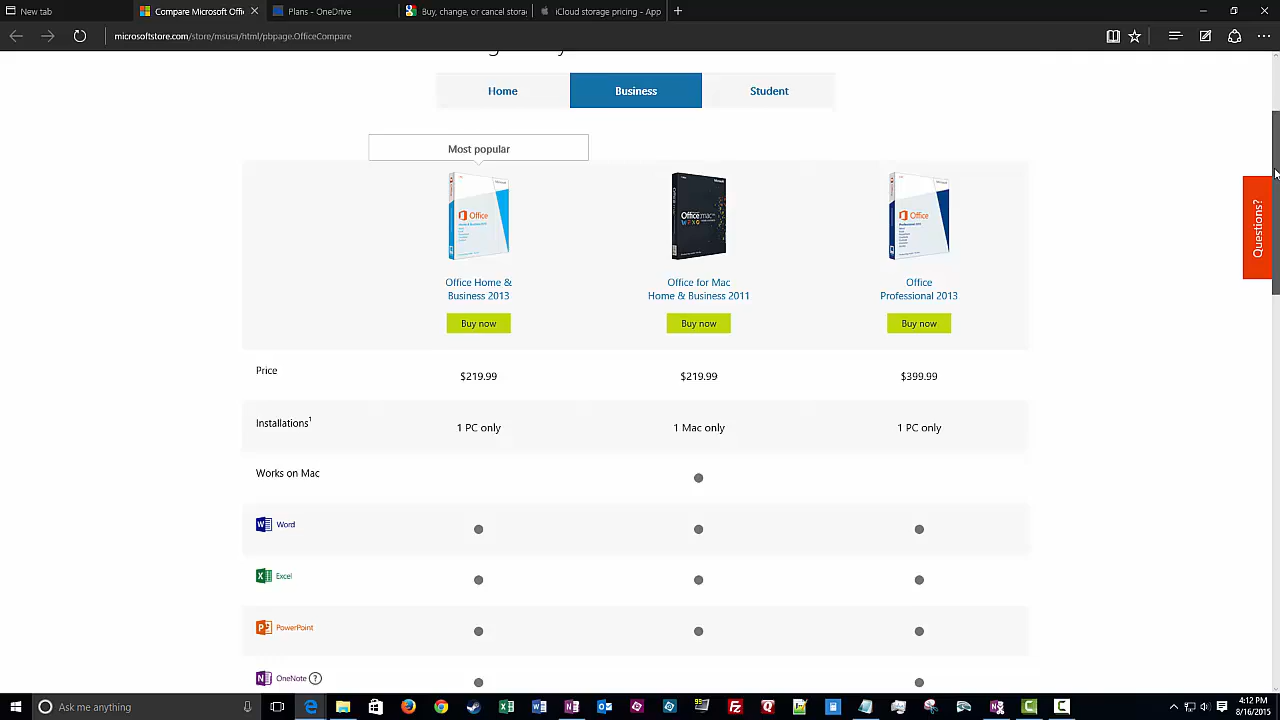 New tab
Compare Microsoft Offi
Plans - OneDrive
Buy, change, or cancel storag
iCloud storage pricing - App
microsoftstore.com/store/msusa/html/pbpage.OfficeCompare
Home
Business
Student
Most popular
Office
Office:mac
Office
Office Home &
Business 2013
Office for Mac
Home & Business 2011
Office
Professional 2013
Buy now
Buy now
Buy now
Questions?
Price
$219.99
$219.99
$399.99
Installations1
1 PC only
1 Mac only
1 PC only
Works on Mac
Word
Excel
PowerPoint
OneNote ?
Ask me anything
4:12 PM
8/16/2015